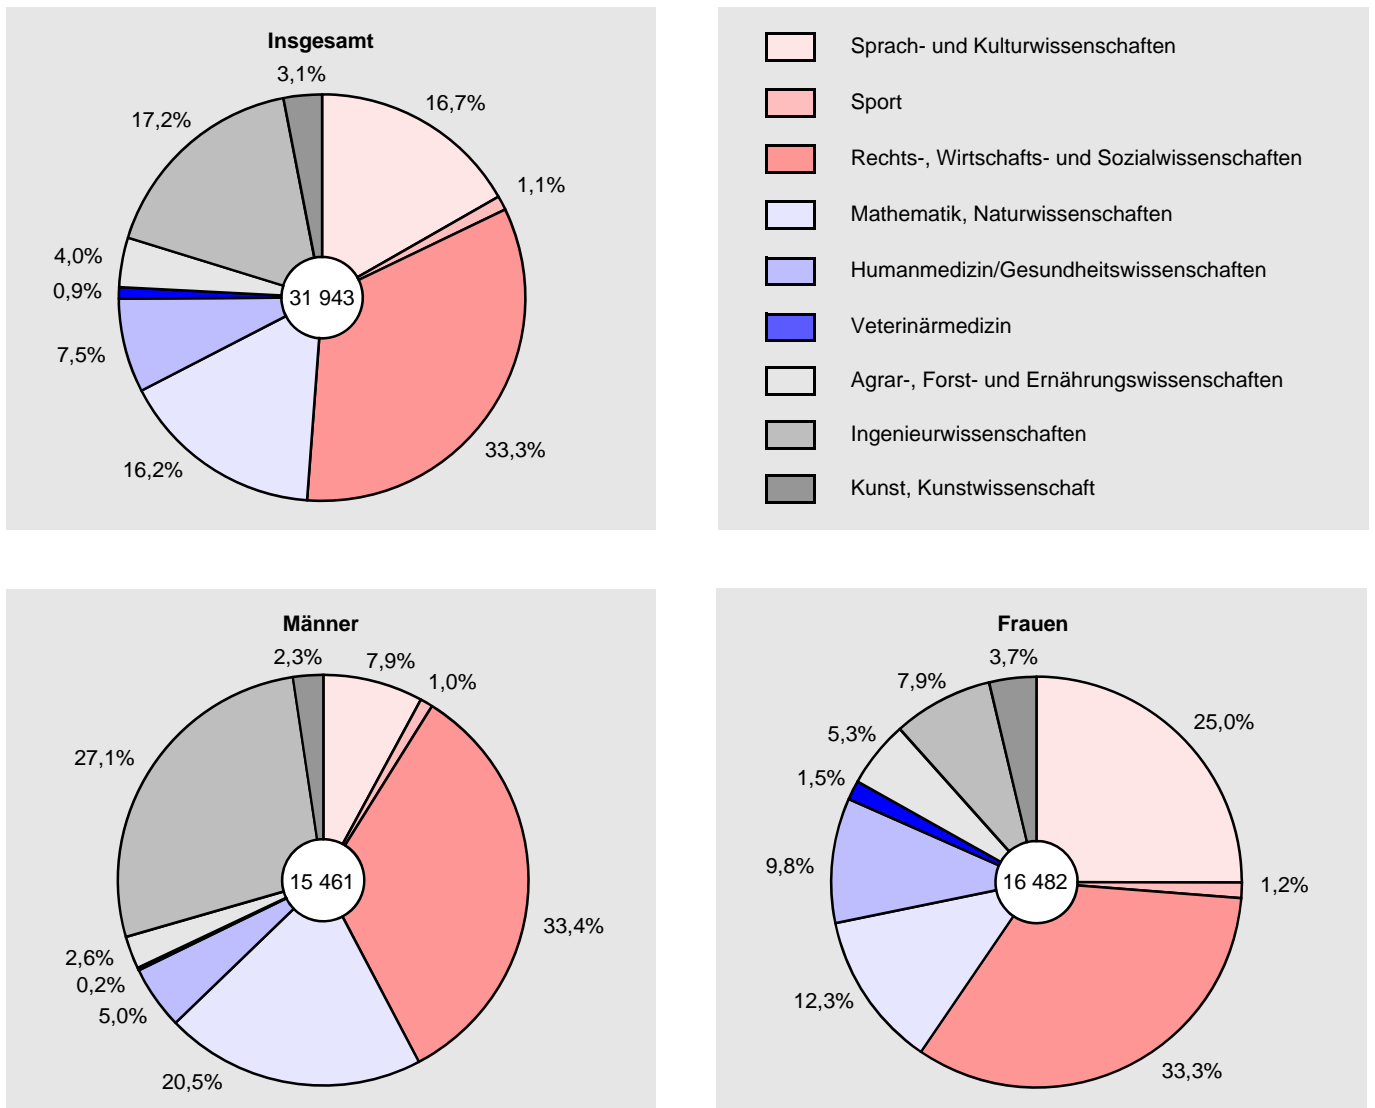 Insgesamt
3,1%
16,7%
17,2%
1,1%
4,0%
0,9%
31 943
7,5%
33,3%
16,2%
Sprach- und Kulturwissenschaften
Sport
Rechts-, Wirtschafts- und Sozialwissenschaften
Mathematik, Naturwissenschaften
Humanmedizin/Gesundheitswissenschaften
Veterinärmedizin
Agrar-, Forst- und Ernährungswissenschaften
Ingenieurwissenschaften
Kunst, Kunstwissenschaft
Männer
2,3%
7,9%
1,0%
27,1%
15 461
33,4%
2,6%
0,2%
5,0%
20,5%
Frauen
3,7%
7,9%
25,0%
5,3%
1,5%
9,8%
16 482
1,2%
12,3%
33,3%